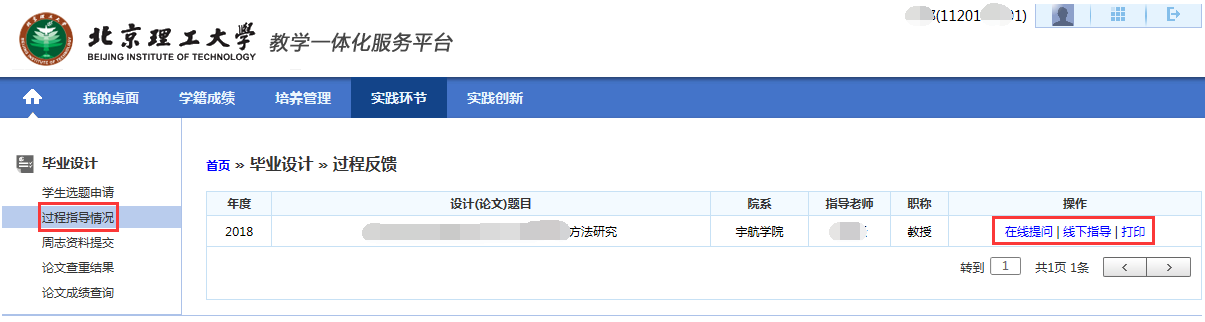 北京理工大学
BEIJING INSTITUTE OF TECHNOLOGY
教学一体化服务平台
(11201 01)
我的桌面 学籍成绩 培养管理 实践环节 实践创新
毕业设计
学生选题申请
过程指导情况
周志资料提交
论文查重结果
论文成绩查询
首页 » 毕业设计 » 过程反馈
年度 设计(论文)题目 院系 指导老师 职称 操作
2018 方法研究 宇航学院 教授 在线提问 | 线下指导 | 打印
转到 1 共1页 1条 < >